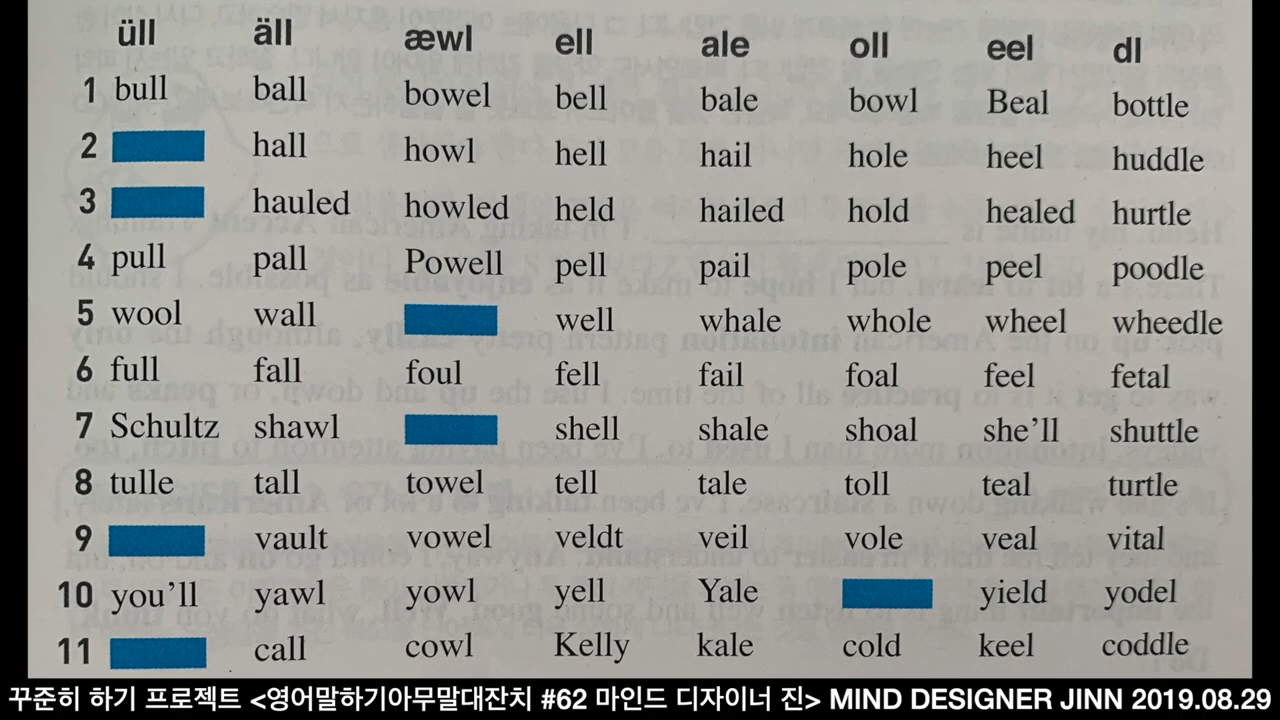 üll äll æwl ell ale oll eel dl
1 bull ball bowel bell bale bowl Beal bottle
2 hall howl hell hail hole heel huddle
3 hauled howled held hailed hold healed hurtle
4 pull pall Powell pell pail pole peel poodle
5 wool wall well whale whole wheel wheedle
6 full fall foul fell fail foal feel fetal
7 Schultz shawl shell shale shoal she'll shuttle
8 tulle tall towel tell tale toll teal turtle
9 vault vowel veldt veil vole veal vital
10 you'll yawl yowl yell Yale yield yodel
11 call cowl Kelly kale cold keel coddle
꾸준히 하기 프로젝트 <영어말하기아무말대잔치 #62 마인드 디자이너 진> MIND DESIGNER JINN 2019.08.29